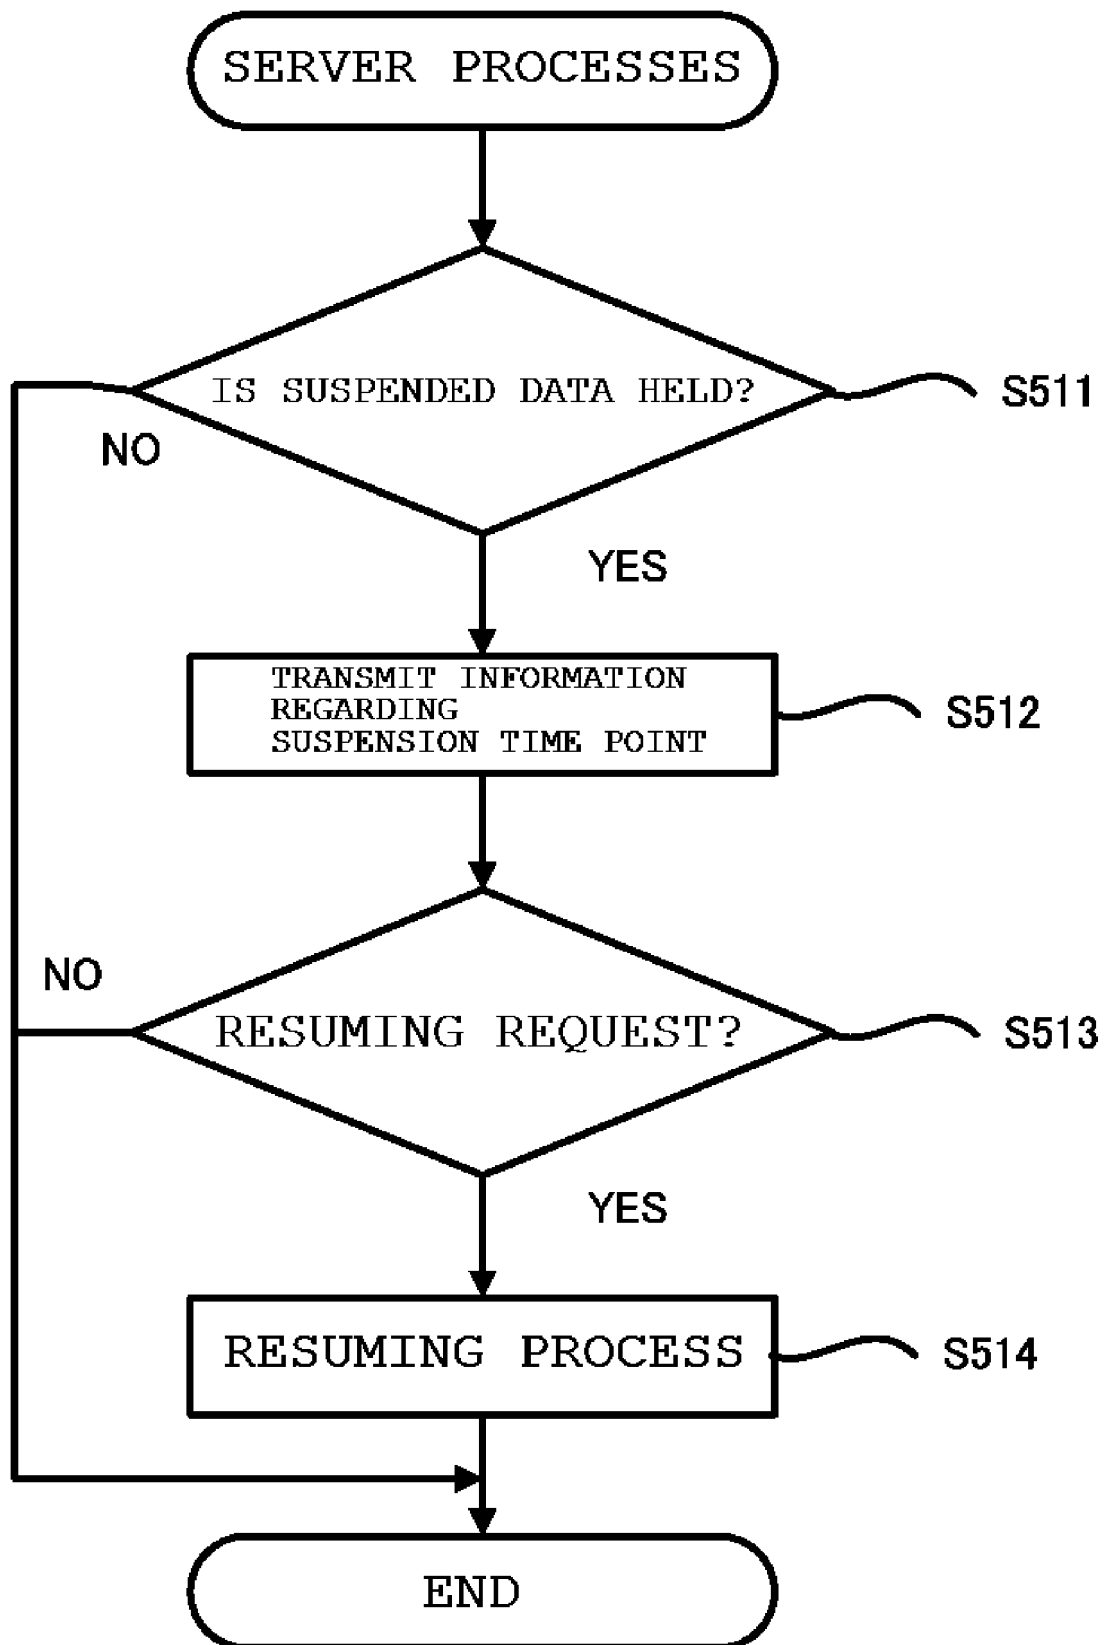 SERVER PROCESSES
IS SUSPENDED DATA HELD?
S511
NO
YES
TRANSMIT INFORMATION
REGARDING
SUSPENSION TIME POINT
S512
NO
RESUMING REQUEST?
S513
YES
RESUMING PROCESS
S514
END